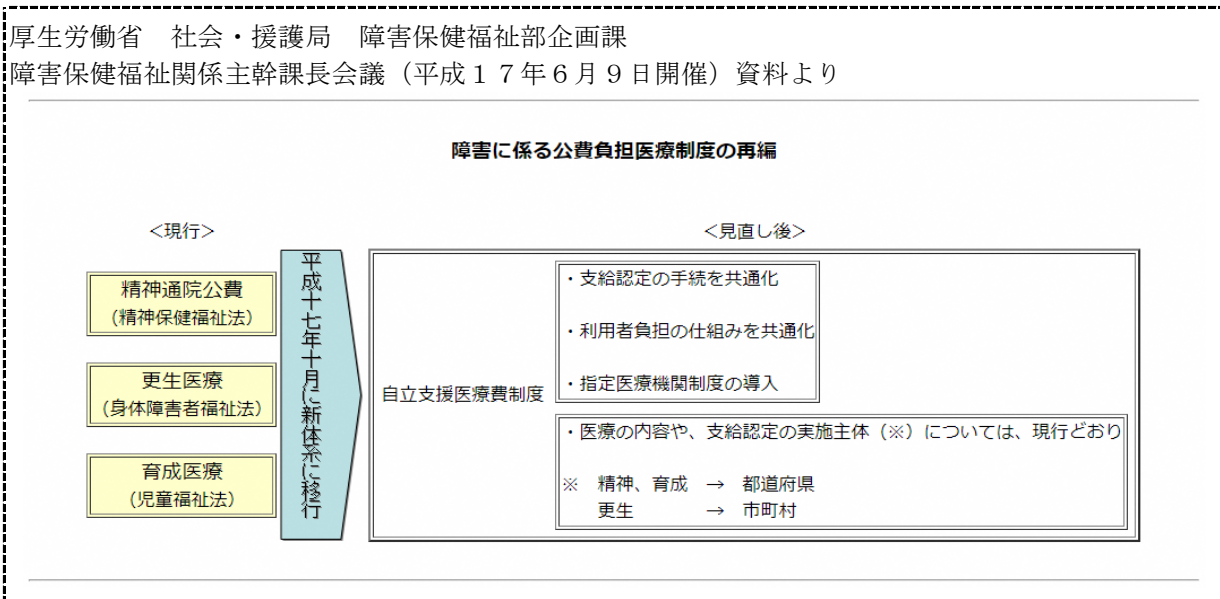 厚生労働省　社会・援護局　障害保健福祉部企画課
障害保健福祉関係主幹課長会議（平成１７年６月９日開催）資料より
障害に係る公費負担医療制度の再編
＜現行＞
＜見直し後＞
精神通院公費
（精神保健福祉法）
更生医療
（身体障害者福祉法）
育成医療
（児童福祉法）
平成十七年十月に新体系に移行
自立支援医療費制度
・支給認定の手続を共通化
・利用者負担の仕組みを共通化
・指定医療機関制度の導入
・医療の内容や、支給認定の実施主体（※）については、現行どおり
※　精神、育成　→　都道府県
更生　→　市町村